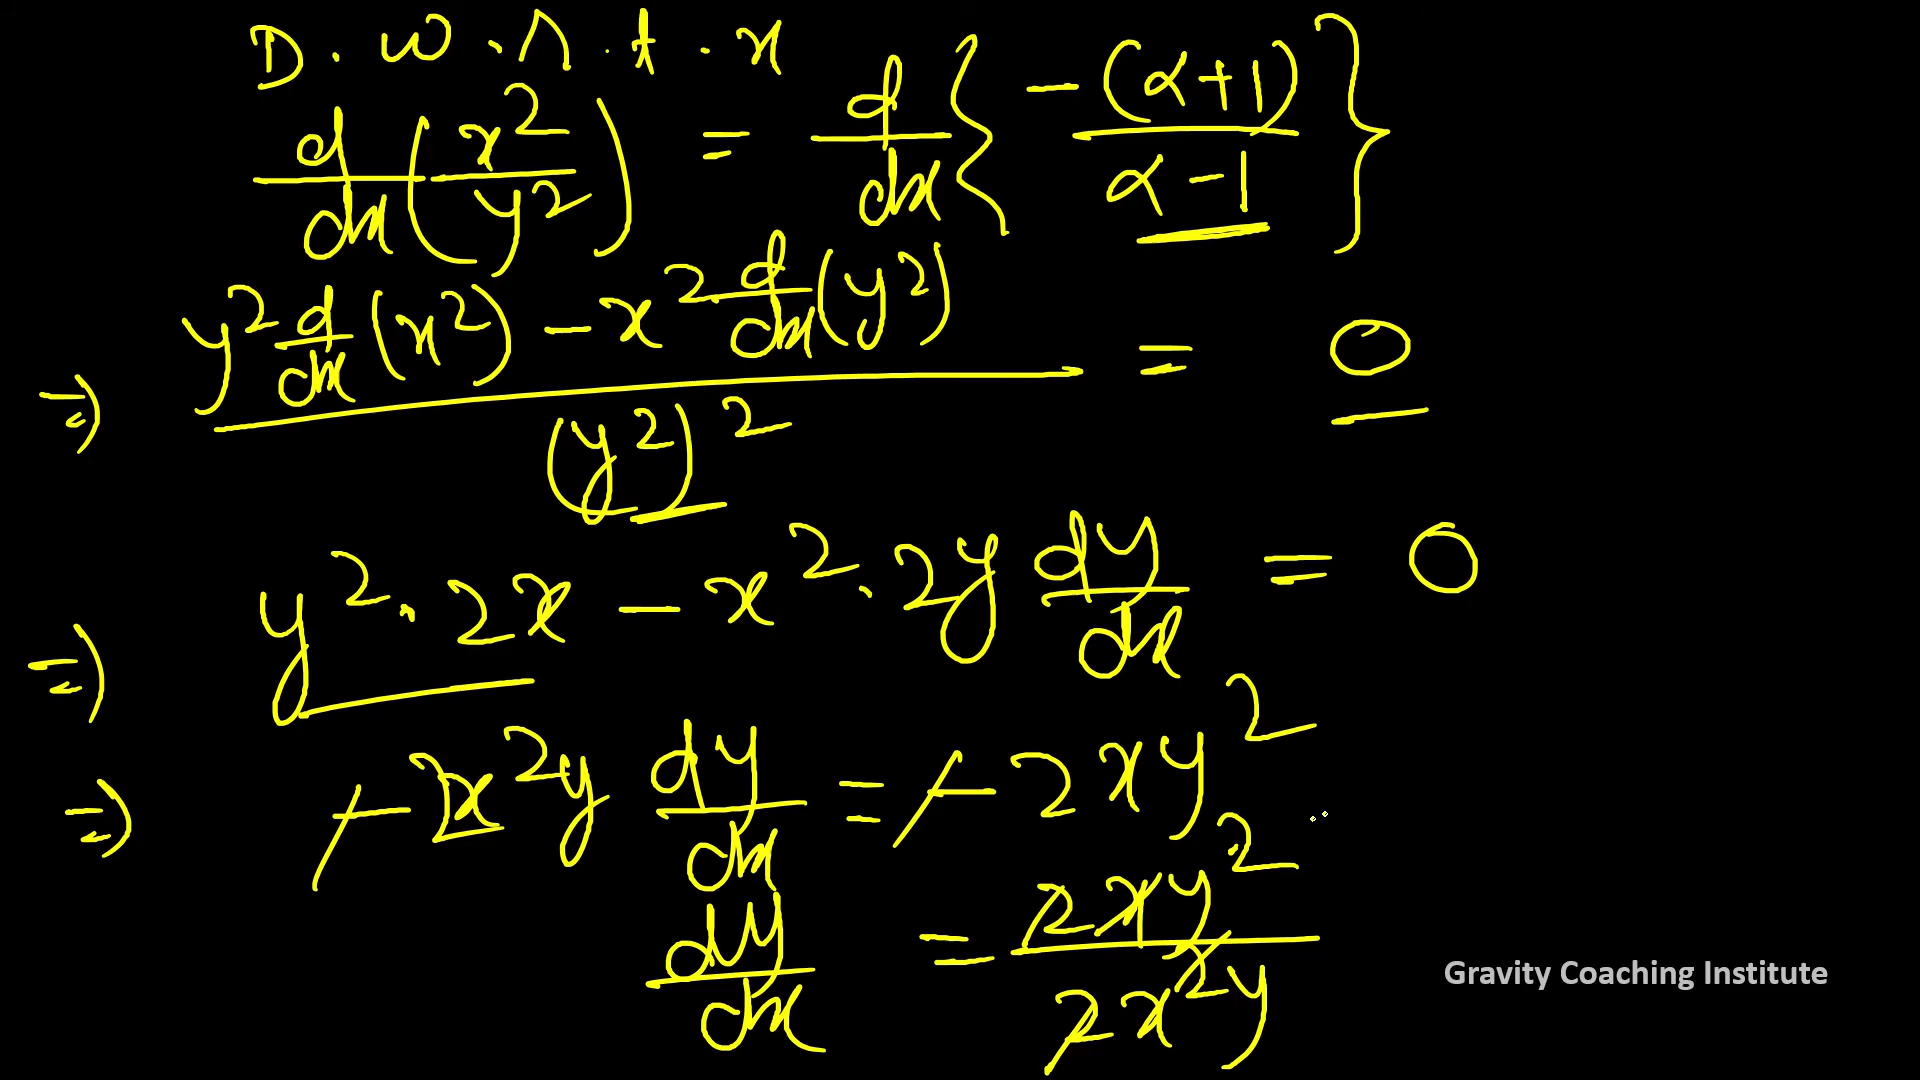 D. w. r. t. x
d/dx (x²/y²) = d/dx { -(α+1)/(α-1) }
⇒ (y² d/dx (x²) - x² d/dx (y²))/(y²)² = 0
⇒ y² . 2x - x² . 2y dy/dx = 0
⇒ -2x²y dy/dx = -2xy²
dy/dx = 2xy²/2x²y
Gravity Coaching Institute